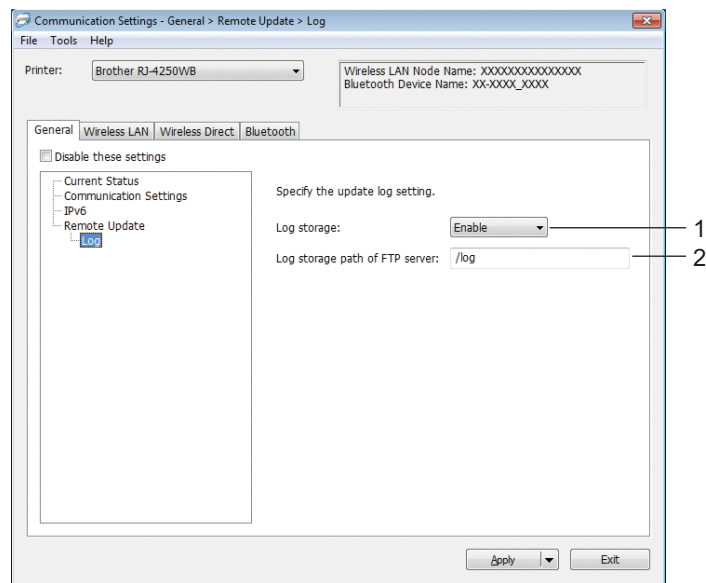 Communication Settings - General > Remote Update > Log
File Tools Help
Printer: Brother RJ-4250WB
Wireless LAN Node Name: XXXXXXXXXXXXXXX
Bluetooth Device Name: XX-XXXX_XXXX
General Wireless LAN Wireless Direct Bluetooth
Disable these settings
Current Status
Communication Settings
IPv6
Remote Update
Log
Specify the update log setting.
Log storage: Enable 1
Log storage path of FTP server: /log 2
Apply Exit